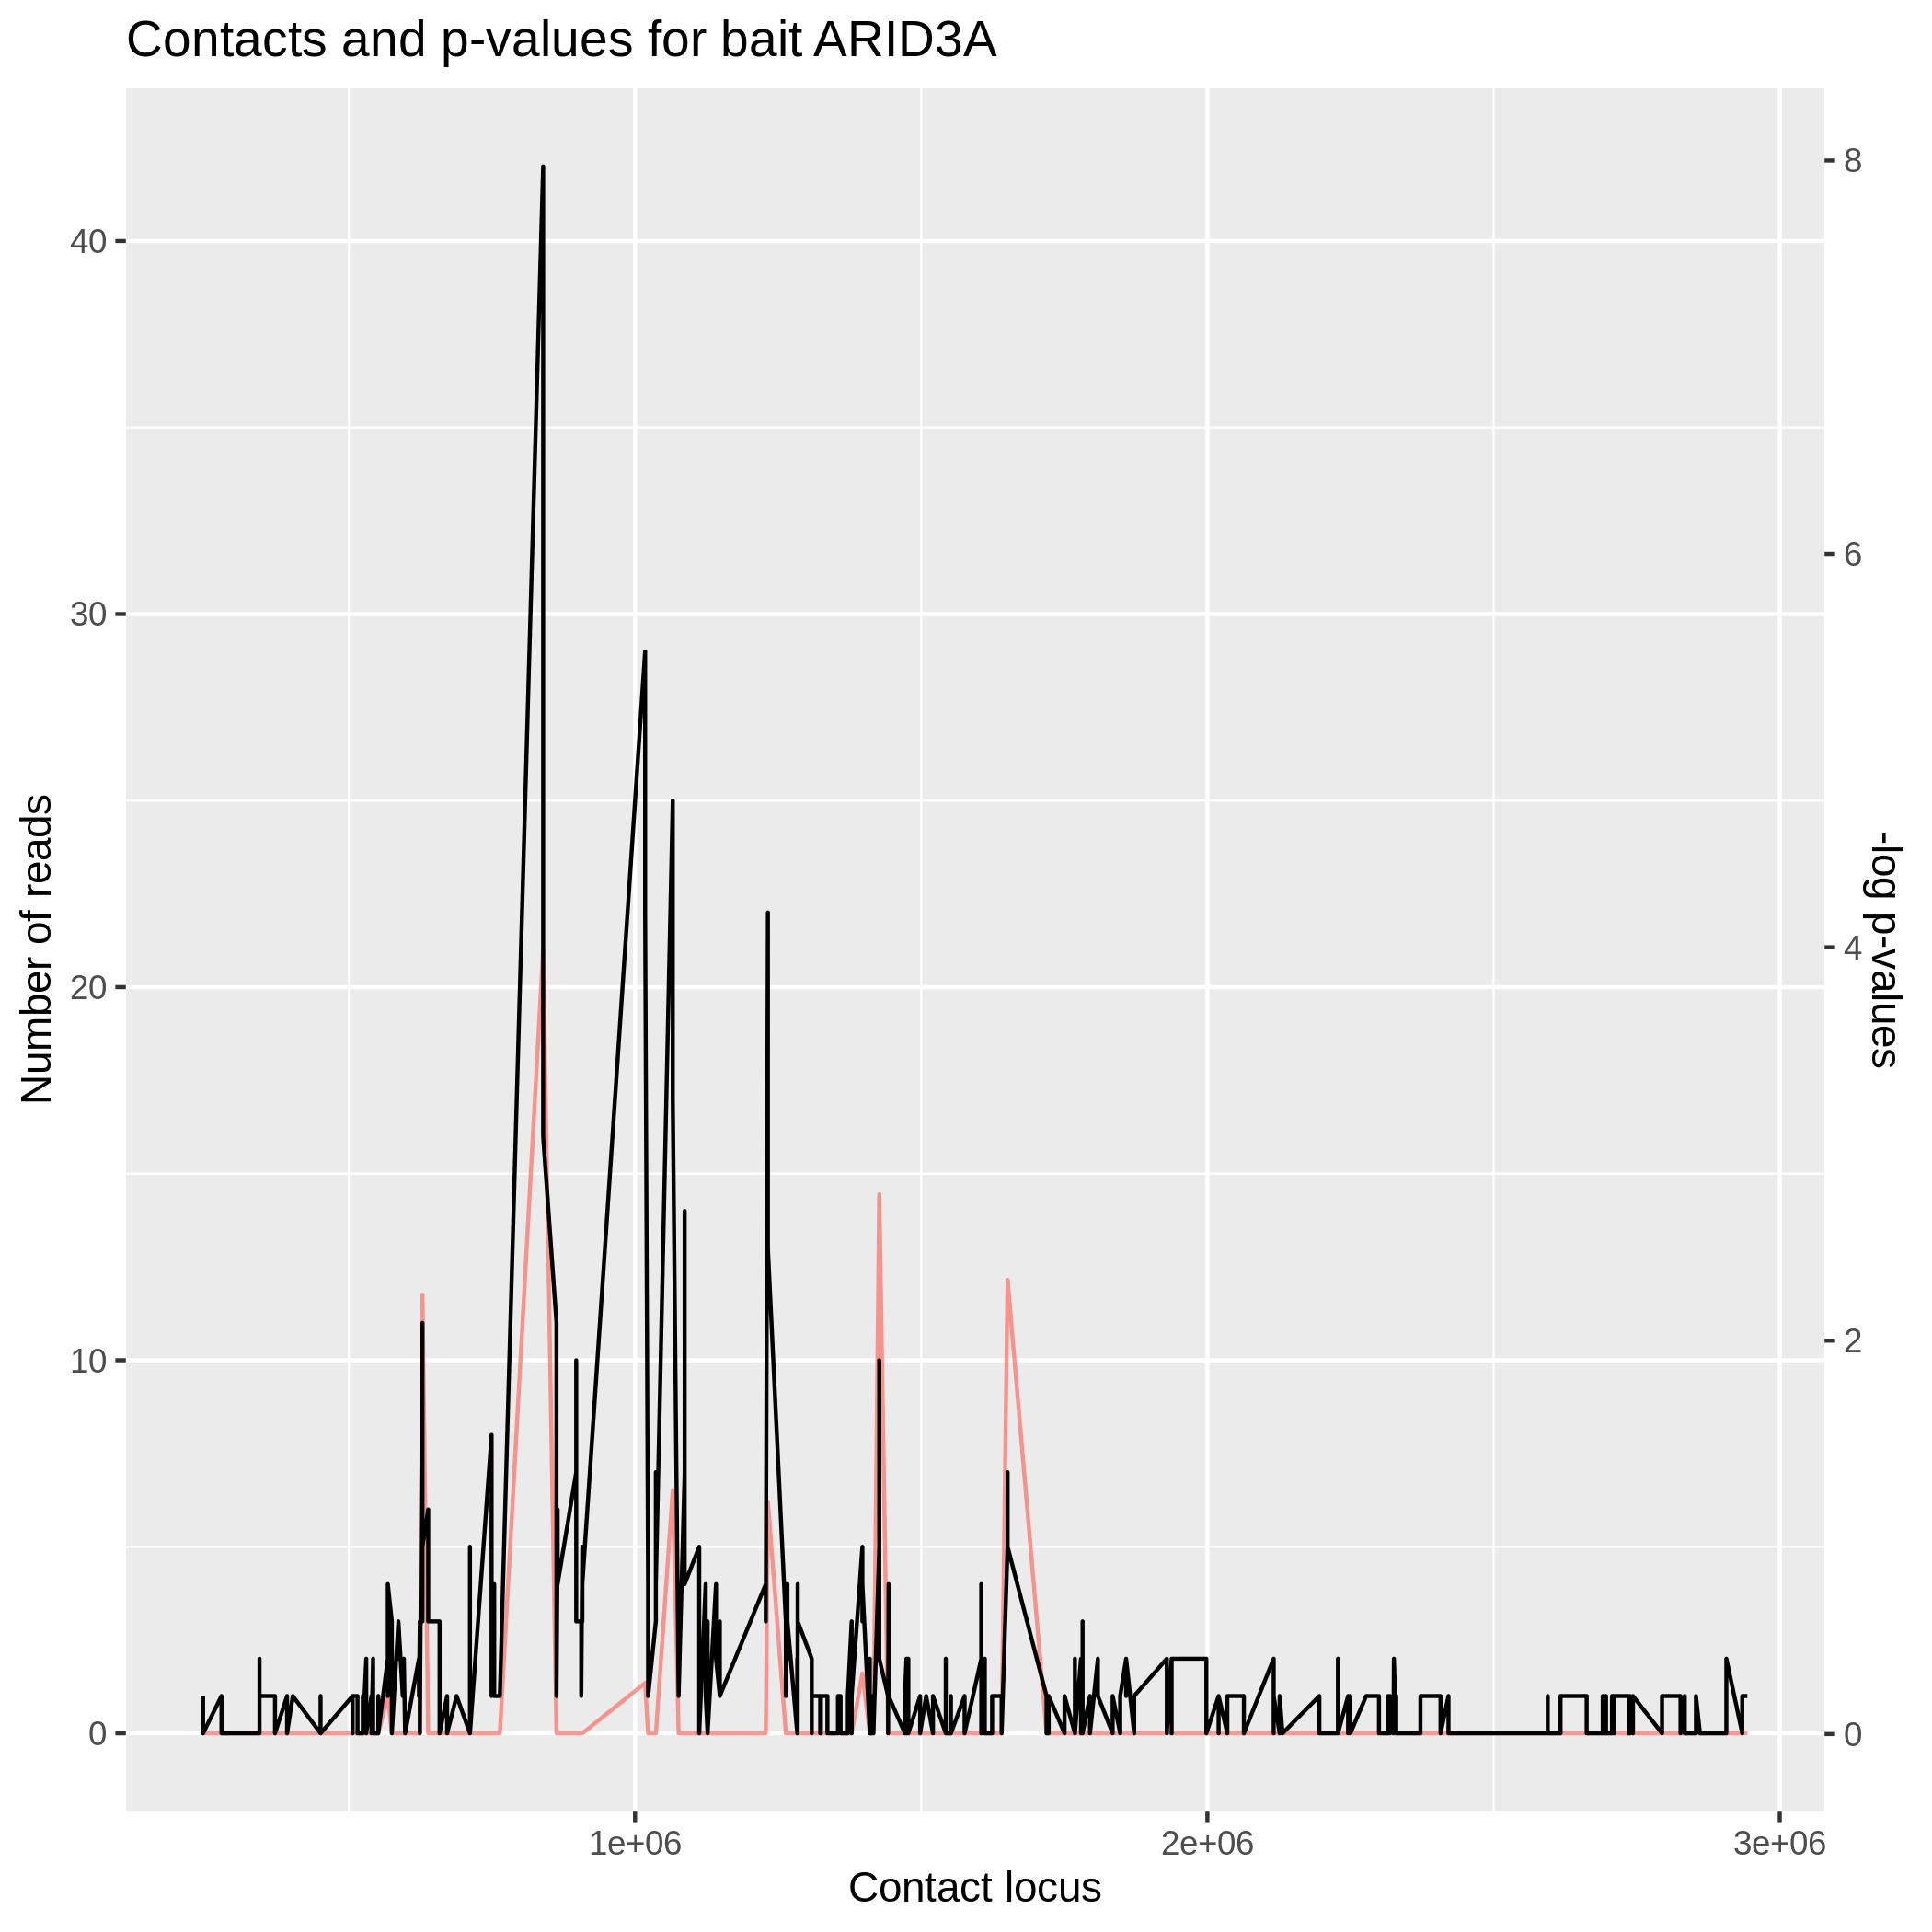 Contacts and p-values for bait ARID3A
40
30
20
10
0
Number of reads
8
6
4
2
0
-log p-values
1e+06
2e+06
3e+06
Contact locus